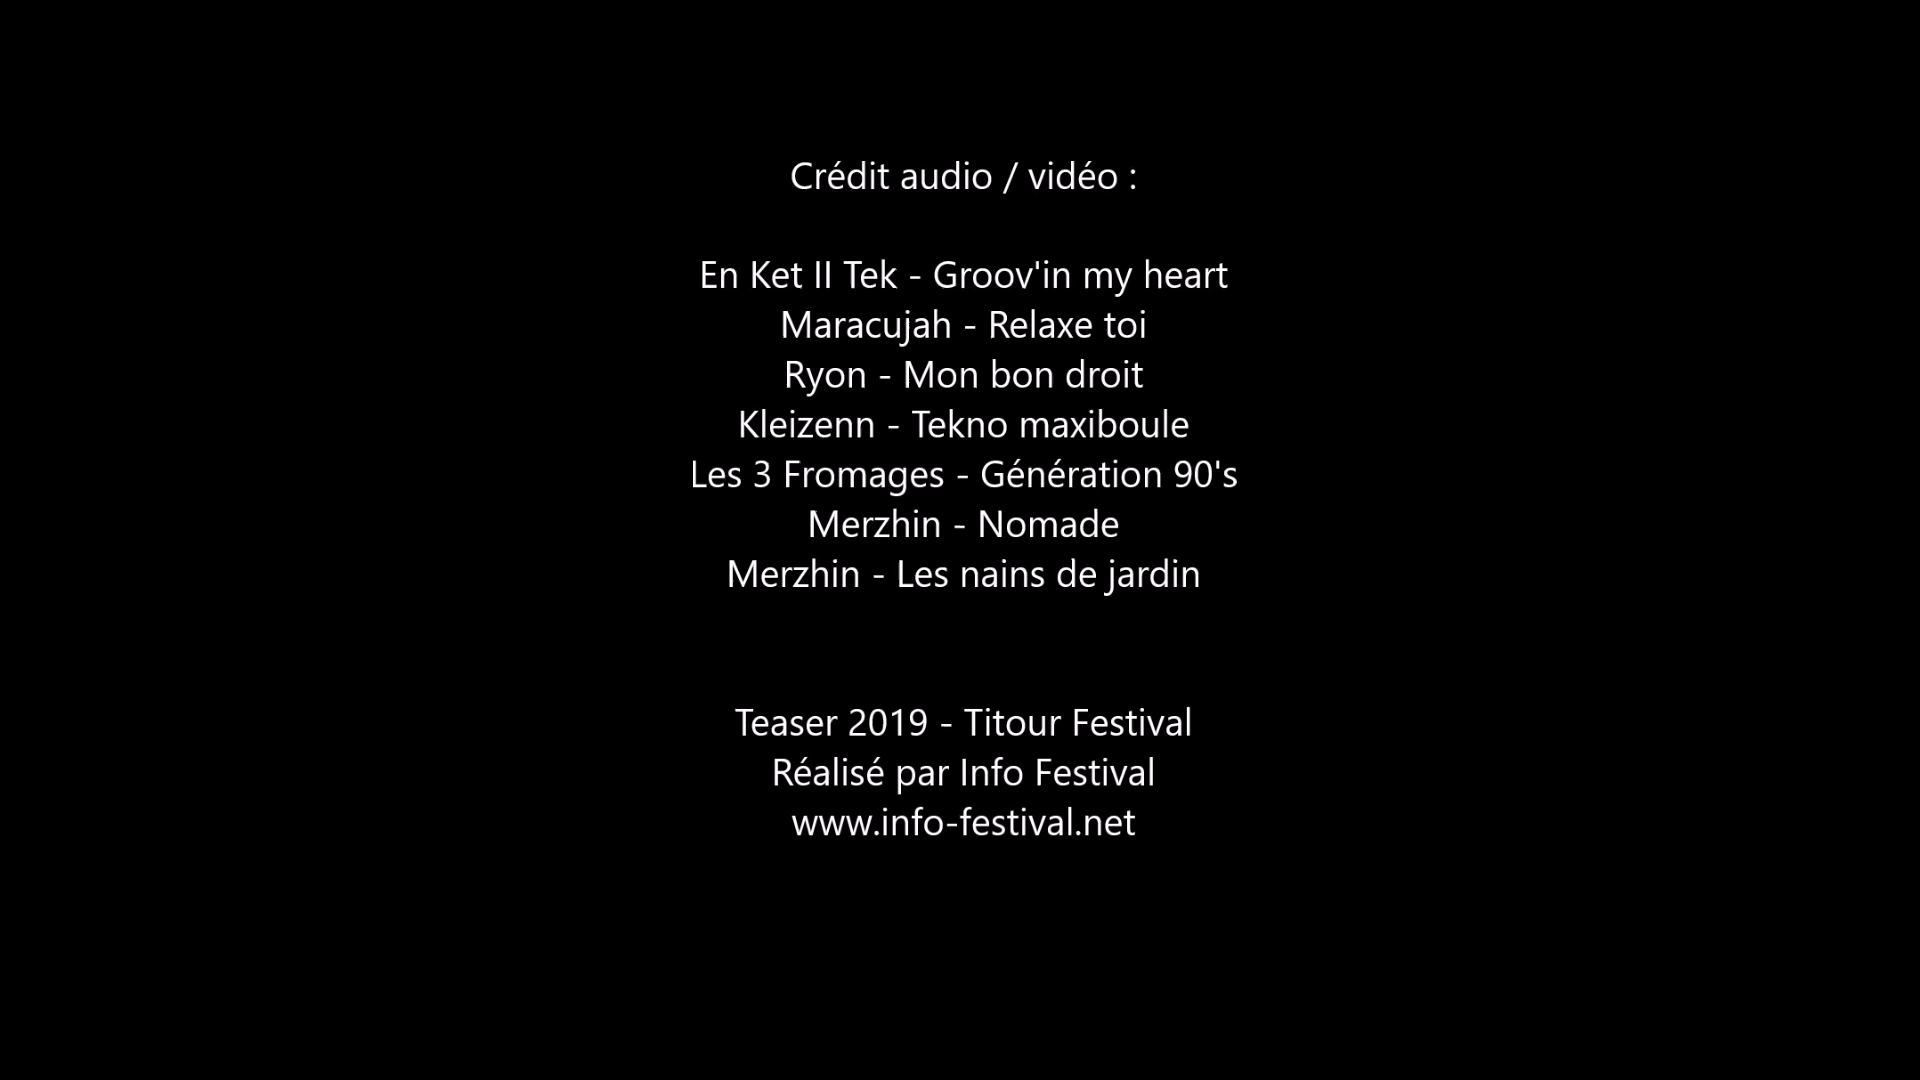 Crédit audio / vidéo :
En Ket II Tek - Groov'in my heart
Maracujah - Relaxe toi
Ryon - Mon bon droit
Kleizenn - Tekno maxiboule
Les 3 Fromages - Génération 90's
Merzhin - Nomade
Merzhin - Les nains de jardin
Teaser 2019 - Titour Festival
Réalisé par Info Festival
www.info-festival.net